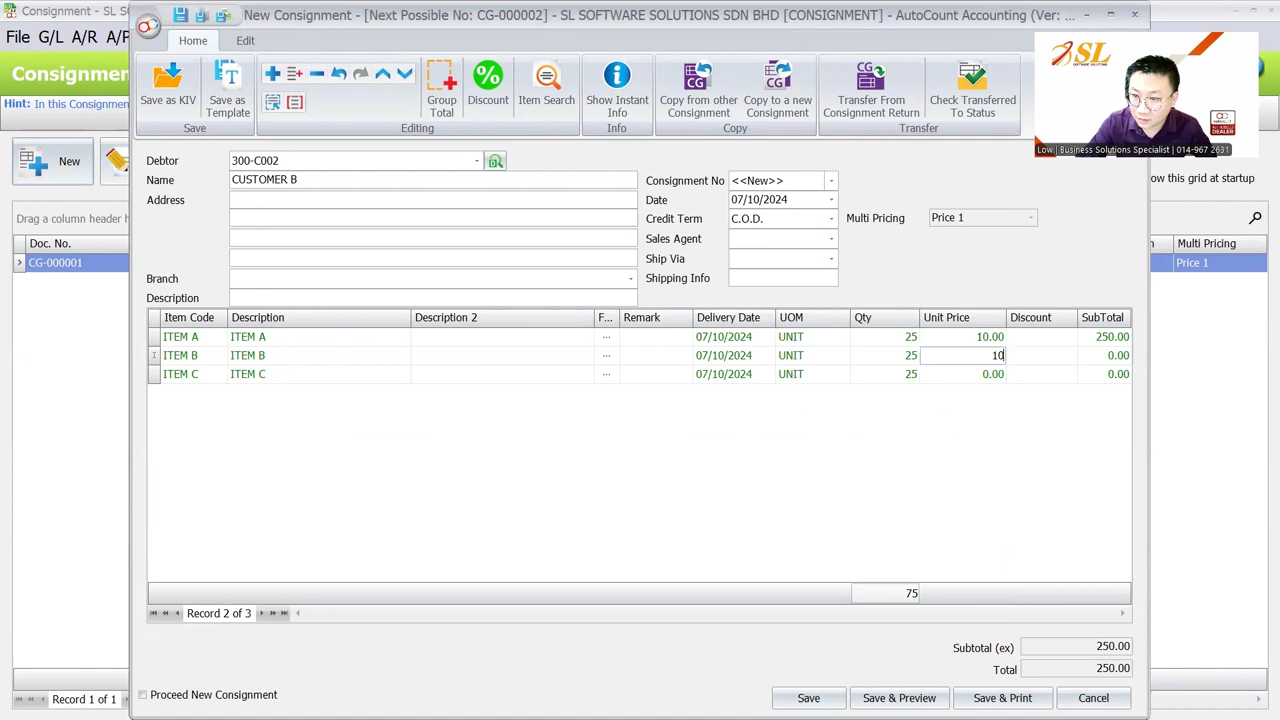 Consignment - SL S
New Consignment - [Next Possible No: CG-000002] - SL SOFTWARE SOLUTIONS SDN BHD [CONSIGNMENT] - AutoCount Accounting (Ver: ...
File G/L A/R A/P
Home Edit
Consignmen
Hint: In this Consignmen
Save as KIV
Save as Template
Save
Group Total
Discount
Item Search
Editing
Show Instant Info
Info
Copy from other Consignment
Copy to a new Consignment
Copy
Transfer From Consignment Return
Check Transferred To Status
Transfer
SL
SOFTWARE SOLUTIONS
DEALER
Low | Business Solutions Specialist | 014-967 2631
New
ow this grid at startup
Drag a column header h
Doc. No.
CG-000001
n Multi Pricing
Price 1
Debtor 300-C002
Name CUSTOMER B
Address
Branch
Description
Consignment No <<New>>
Date 07/10/2024
Credit Term C.O.D.
Multi Pricing Price 1
Sales Agent
Ship Via
Shipping Info
Item Code Description Description 2 F... Remark Delivery Date UOM Qty Unit Price Discount SubTotal
ITEM A ITEM A ... 07/10/2024 UNIT 25 10.00 250.00
ITEM B ITEM B ... 07/10/2024 UNIT 25 10 0.00
ITEM C ITEM C ... 07/10/2024 UNIT 25 0.00 0.00
75
Record 2 of 3
Subtotal (ex) 250.00
Total 250.00
Proceed New Consignment
Save Save & Preview Save & Print Cancel
Record 1 of 1